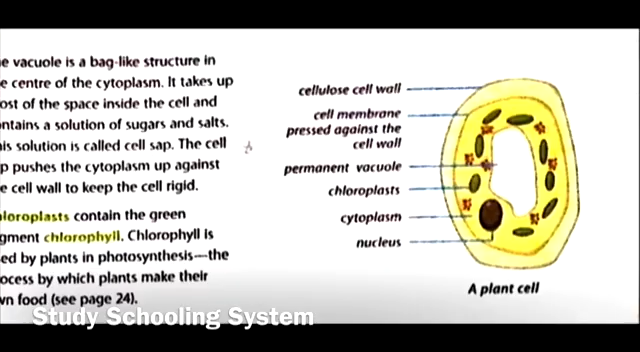 e vacuole is a bag-like structure in
e centre of the cytoplasm. It takes up
ost of the space inside the cell and
ntains a solution of sugars and salts.
is solution is called cell sap. The cell
p pushes the cytoplasm up against
e cell wall to keep the cell rigid.
loroplasts contain the green
gment chlorophyll. Chlorophyll is
ed by plants in photosynthesis—the
ocess by which plants make their
vn food (see page 24).
cellulose cell wall
cell membrane
pressed against the
cell wall
permanent vacuole
chloroplasts
cytoplasm
nucleus
A plant cell
Study Schooling System